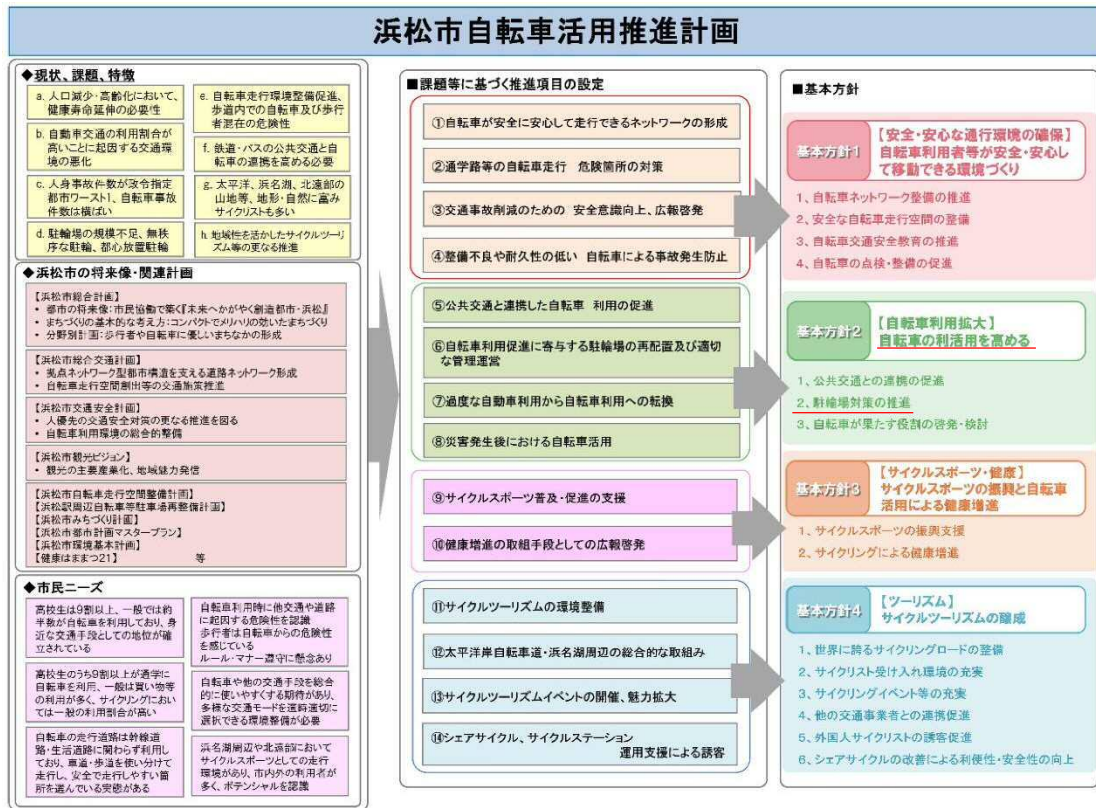 浜松市自転車活用推進計画
◆現状、課題、特徴
a. 人口減少・高齢化において、
健康寿命延伸の必要性
b. 自動車交通の利用割合が
高いことに起因する交通環
境の悪化
c. 人身事故件数が政令指定
都市ワースト1、自転車事故
件数は横ばい
d. 駐輪場の規模不足、無秩
序な駐輪、都心放置駐輪
e. 自転車走行環境整備促進、
歩道内での自転車及び歩行
者混在の危険性
f. 鉄道・バスの公共交通と自
転車の連携を高める必要
g. 太平洋、浜名湖、北遠部の
山地等、地形・自然に富み
サイクリストも多い
h. 地域性を活かしたサイクルツーリ
ズム等の更なる推進
◆浜松市の将来像・関連計画
【浜松市総合計画】
• 都市の将来像:市民協働で築く『未来へかがやく創造都市・浜松』
• まちづくりの基本的な考え方:コンパクトでメリハリの効いたまちづくり
• 分野別計画:歩行者や自転車に優しいまちなかの形成
【浜松市総合交通計画】
• 拠点ネットワーク型都市構造を支える道路ネットワーク形成
• 自転車走行空間創出等の交通施策推進
【浜松市交通安全計画】
• 人優先の交通安全対策の更なる推進を図る
• 自転車利用環境の総合的整備
【浜松市観光ビジョン】
• 観光の主要産業化、地域魅力発信
【浜松市自転車走行空間整備計画】
【浜松駅周辺自転車等駐車場再整備計画】
【浜松市みちづくり計画】
【浜松市都市計画マスタープラン】
【浜松市環境基本計画】
【健康はままつ21】 等
◆市民ニーズ
高校生は9割以上、一般では約
半数が自転車を利用しており、身
近な交通手段としての地位が確
立されている
高校生のうち9割以上が通学に
自転車を利用、一般は買い物等
の利用が多く、サイクリングにおい
ては一般の利用割合が高い
自転車の走行道路は幹線道
路・生活道路に関わらず利用し
ており、車道・歩道を使い分けて
走行し、安全で走行しやすい箇
所を選んでいる実態がある
自転車利用時に他交通や道路
に起因する危険性を認識
歩行者は自転車からの危険性
を感じている
ルール・マナー遵守に懸念あり
自転車や他の交通手段を総合
的に使いやすくする期待があり、
多様な交通モードを適時適切に
選択できる環境整備が必要
浜名湖周辺や北遠部において
サイクルスポーツとしての走行
環境があり、市内外の利用者が
多く、ポテンシャルを認識
■課題等に基づく推進項目の設定
①自転車が安全に安心して走行できるネットワークの形成
②通学路等の自転車走行 危険箇所の対策
③交通事故削減のための 安全意識向上、広報啓発
④整備不良や耐久性の低い 自転車による事故発生防止
⑤公共交通と連携した自転車 利用の促進
⑥自転車利用促進に寄与する駐輪場の再配置及び適切
な管理運営
⑦過度な自動車利用から自転車利用への転換
⑧災害発生後における自転車活用
⑨サイクルスポーツ普及・促進の支援
⑩健康増進の取組手段としての広報啓発
⑪サイクルツーリズムの環境整備
⑫太平洋岸自転車道・浜名湖周辺の総合的な取組み
⑬サイクルツーリズムイベントの開催、魅力拡大
⑭シェアサイクル、サイクルステーション
運用支援による誘客
■基本方針
基本方針1
【安全・安心な通行環境の確保】
自転車利用者等が安全・安心し
て移動できる環境づくり
1、自転車ネットワーク整備の推進
2、安全な自転車走行空間の整備
3、自転車交通安全教育の推進
4、自転車の点検・整備の促進
基本方針2
【自転車利用拡大】
自転車の利活用を高める
1、公共交通との連携の促進
2、駐輪場対策の推進
3、自転車が果たす役割の啓発・検討
基本方針3
【サイクルスポーツ・健康】
サイクルスポーツの振興と自転車
活用による健康増進
1、サイクルスポーツの振興支援
2、サイクリングによる健康増進
基本方針4
【ツーリズム】
サイクルツーリズムの醸成
1、世界に誇るサイクリングロードの整備
2、サイクリスト受け入れ環境の充実
3、サイクリングイベント等の充実
4、他の交通事業者との連携促進
5、外国人サイクリストの誘客促進
6、シェアサイクルの改善による利便性・安全性の向上